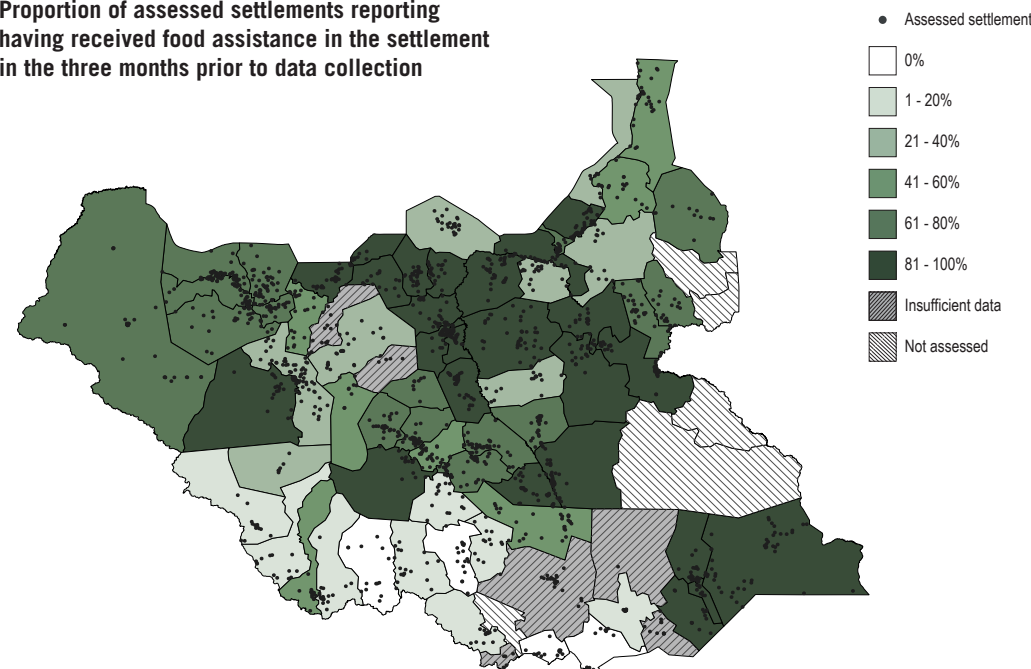 Proportion of assessed settlements reporting
having received food assistance in the settlement
in the three months prior to data collection
Assessed settlement
0%
1 - 20%
21 - 40%
41 - 60%
61 - 80%
81 - 100%
Insufficient data
Not assessed